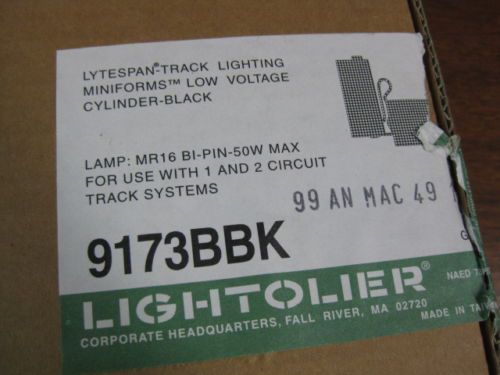 LYTESPAN®-TRACK LIGHTING
MINIFORMS™ LOW VOLTAGE
CYLINDER-BLACK
LAMP: MR16 BI-PIN-50W MAX
FOR USE WITH 1 AND 2 CIRCUIT
TRACK SYSTEMS
99 AN MAC 49
9173BBK
LIGHTOLIER®
NAED
CORPORATE HEADQUARTERS, FALL RIVER, MA 02720
MADE IN